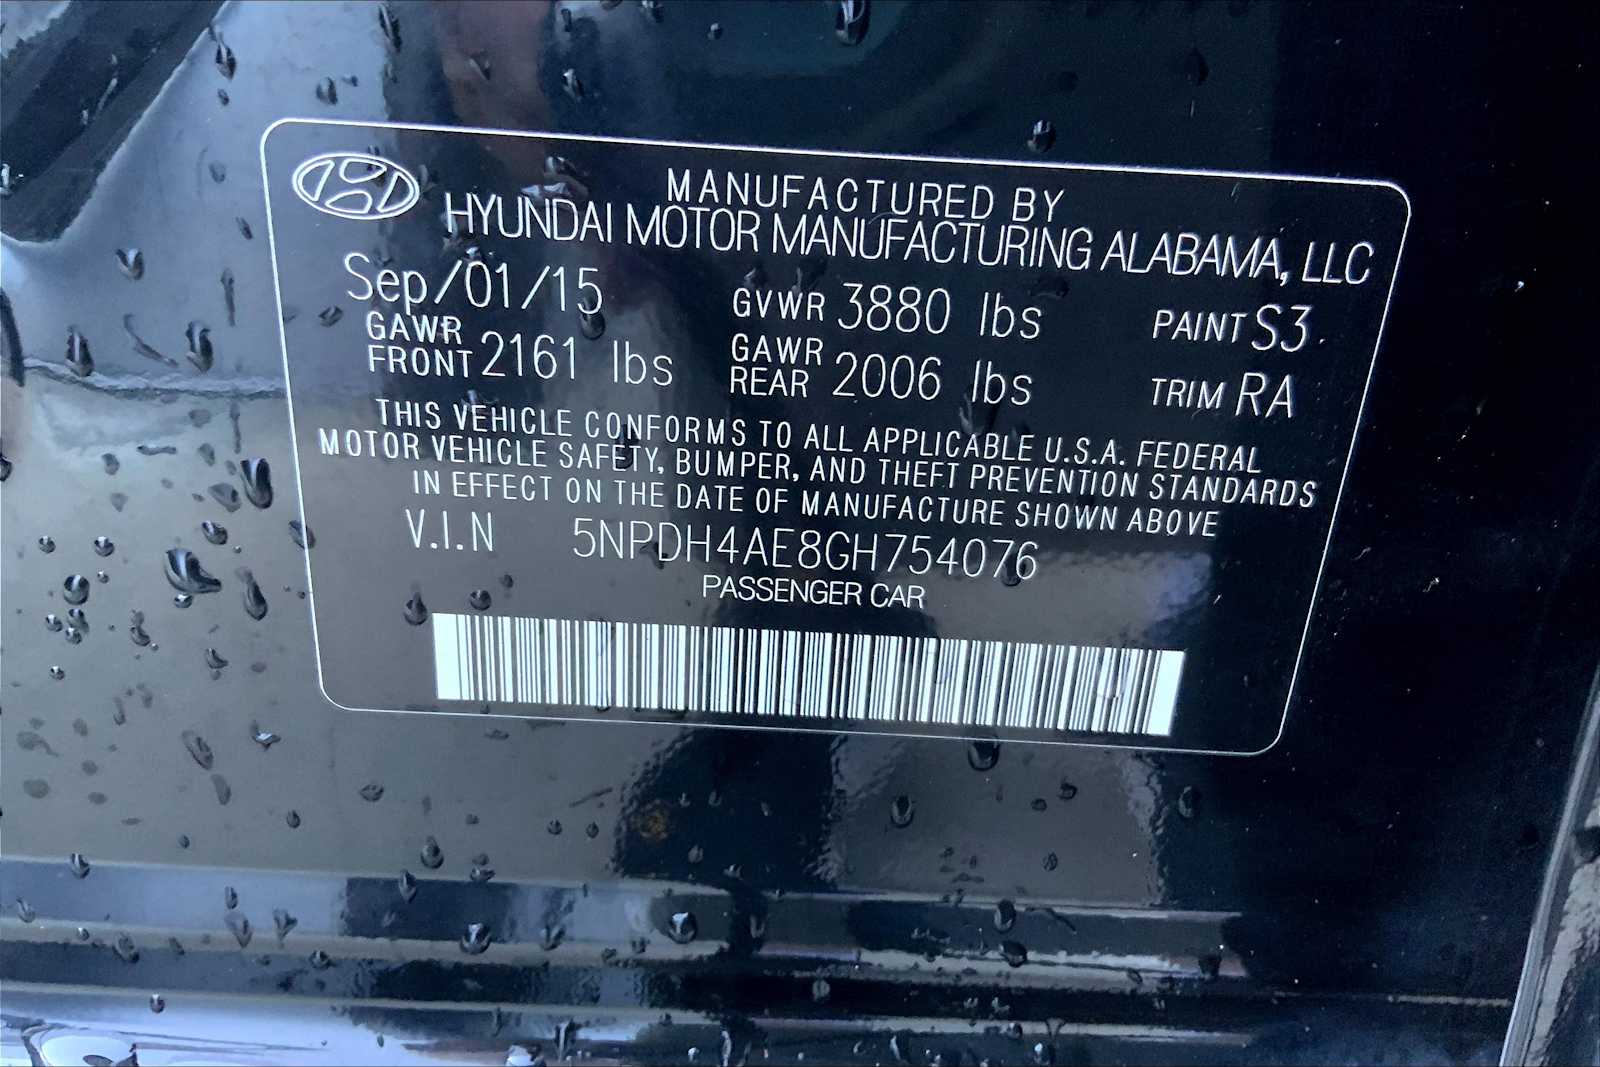 MANUFACTURED BY
HYUNDAI MOTOR MANUFACTURING ALABAMA, LLC
Sep/01/15 GVWR 3880 lbs PAINT S3
GAWR FRONT 2161 lbs GAWR REAR 2006 lbs TRIM RA
THIS VEHICLE CONFORMS TO ALL APPLICABLE U.S.A. FEDERAL
MOTOR VEHICLE SAFETY, BUMPER, AND THEFT PREVENTION STANDARDS
IN EFFECT ON THE DATE OF MANUFACTURE SHOWN ABOVE
V.I.N 5NPDH4AE8GH754076
PASSENGER CAR